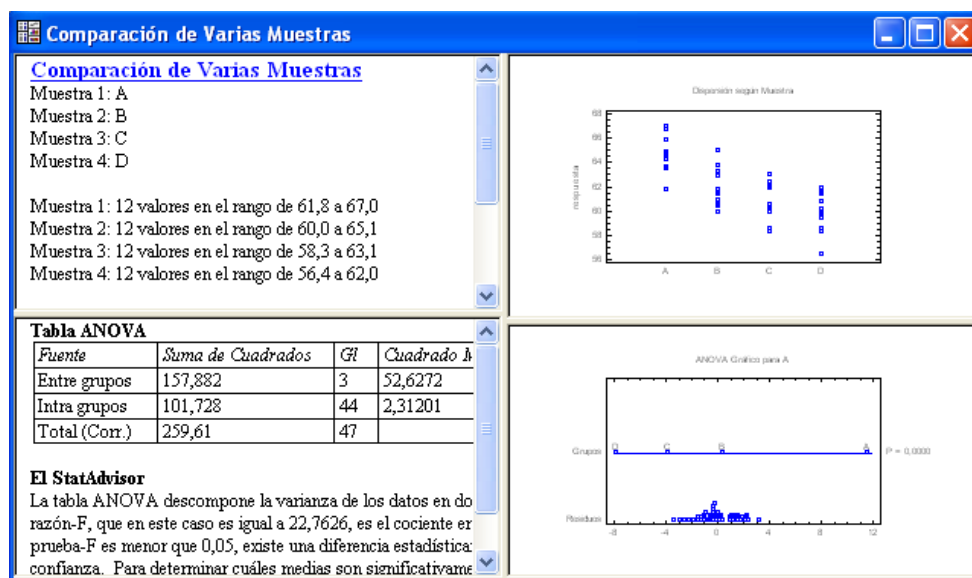 Comparación de Varias Muestras
Comparación de Varias Muestras
Muestra 1: A
Muestra 2: B
Muestra 3: C
Muestra 4: D
Muestra 1: 12 valores en el rango de 61,8 a 67,0
Muestra 2: 12 valores en el rango de 60,0 a 65,1
Muestra 3: 12 valores en el rango de 58,3 a 63,1
Muestra 4: 12 valores en el rango de 56,4 a 62,0
Dispersión según Muestra
respuesta
68
66
64
62
60
58
56
A B C D
Tabla ANOVA
Fuente Suma de Cuadrados Gl Cuadrado M
Entre grupos 157,882 3 52,6272
Intra grupos 101,728 44 2,31201
Total (Corr.) 259,61 47
El StatAdvisor
La tabla ANOVA descompone la varianza de los datos en do
razón-F, que en este caso es igual a 22,7626, es el cociente en
prueba-F es menor que 0,05, existe una diferencia estadística
confianza. Para determinar cuáles medias son significativame
ANOVA Gráfico para A
Grupos D C B A P = 0,0000
Residuos
-8 -4 0 4 8 12